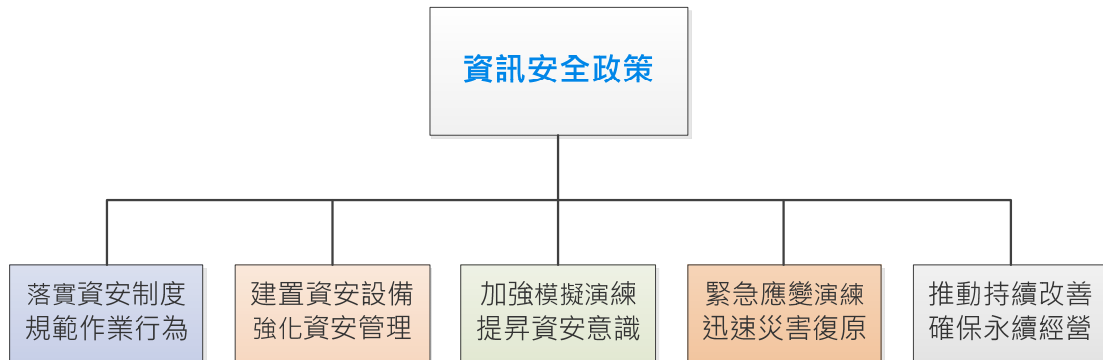 資訊安全政策
落實資安制度
規範作業行為
建置資安設備
強化資安管理
加強模擬演練
提昇資安意識
緊急應變演練
迅速災害復原
推動持續改善
確保永續經營